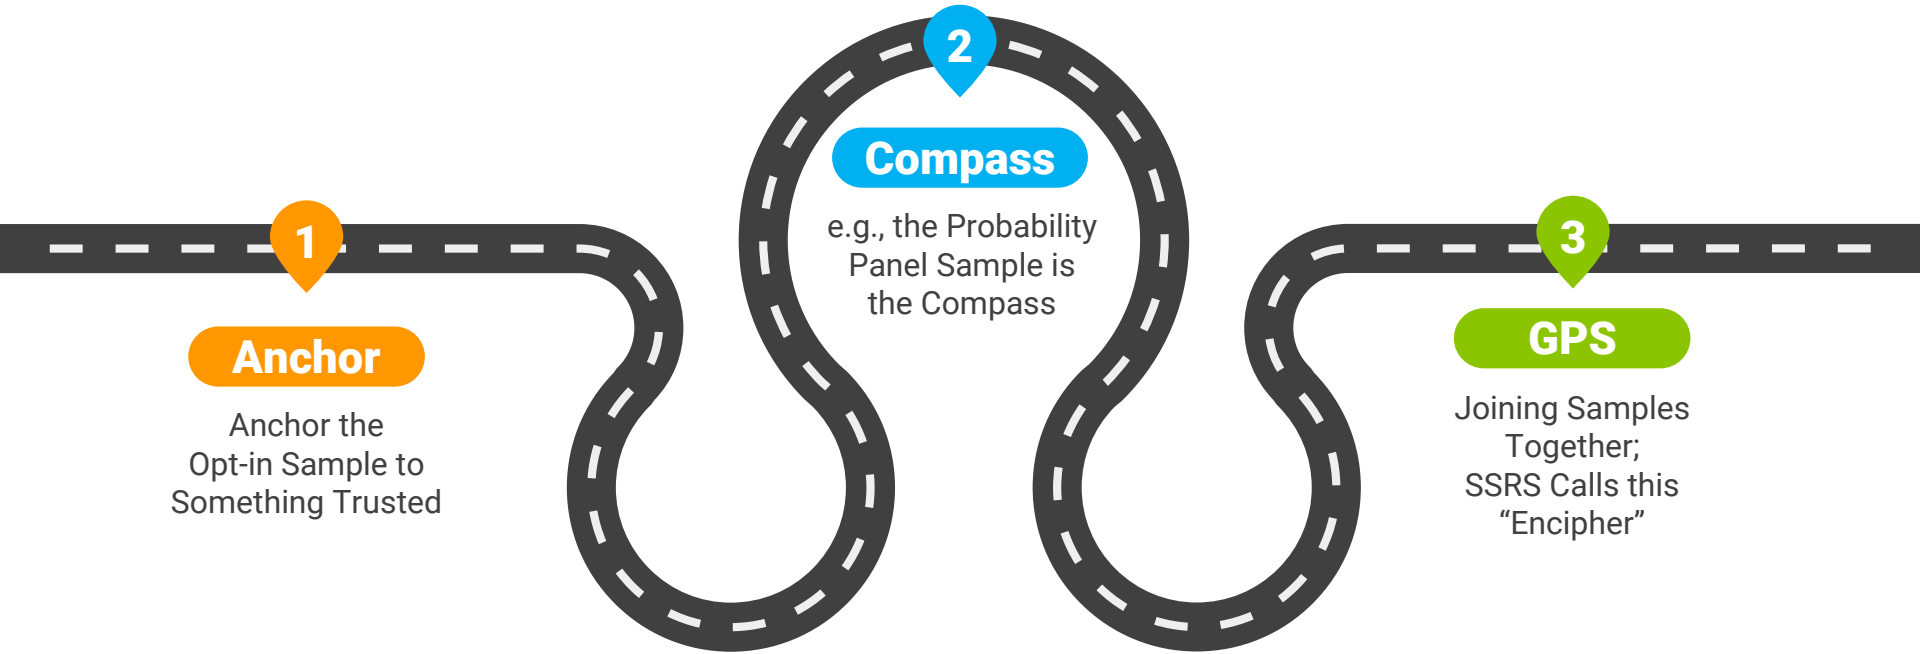 1
Anchor
Anchor the
Opt-in Sample to
Something Trusted
2
Compass
e.g., the Probability
Panel Sample is
the Compass
3
GPS
Joining Samples
Together;
SSRS Calls this
“Encipher”